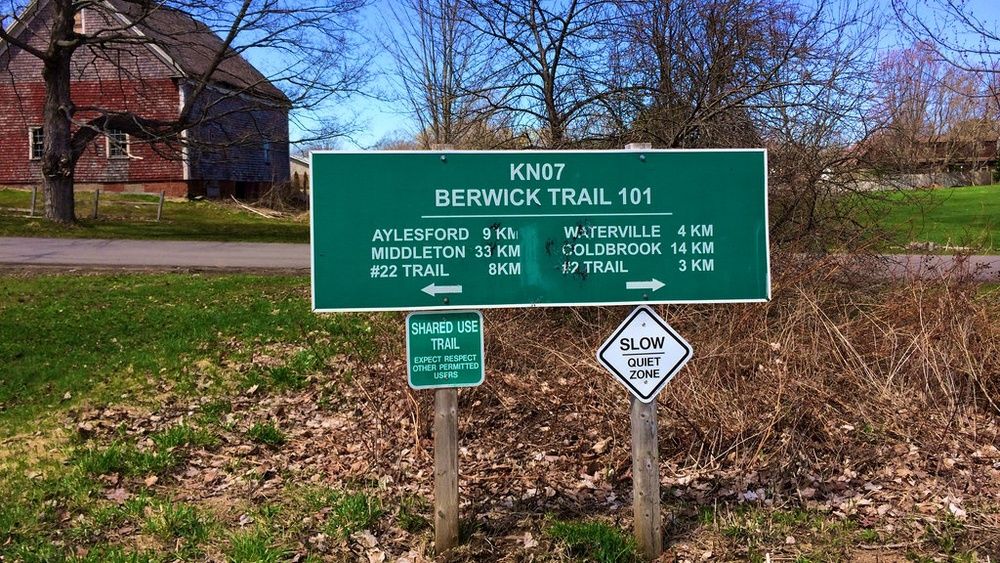 KN07
BERWICK TRAIL 101
AYLESFORD 9 KM
MIDDLETON 33 KM
#22 TRAIL 8KM
WATERVILLE 4 KM
COLDBROOK 14 KM
#2 TRAIL 3 KM
SHARED USE
TRAIL
EXPECT RESPECT
OTHER PERMITTED
USERS
SLOW
QUIET
ZONE